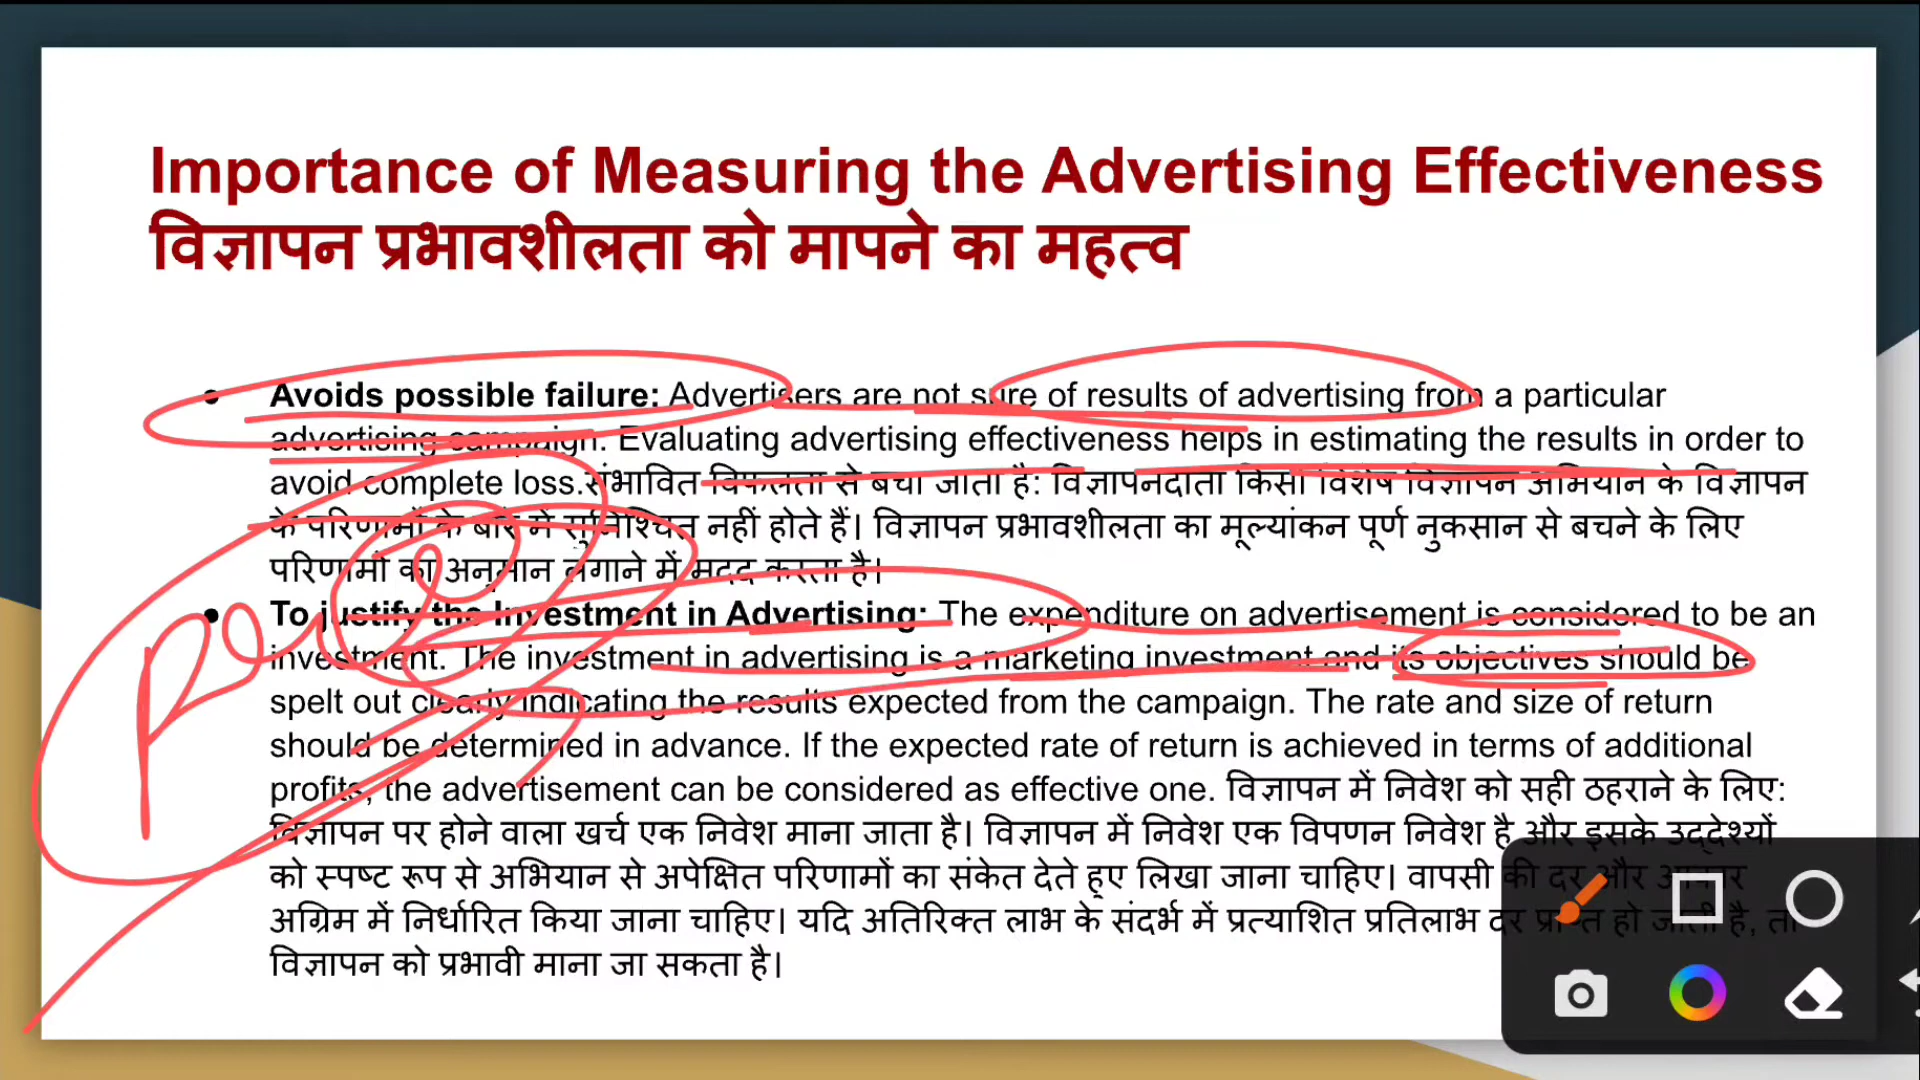 Importance of Measuring the Advertising Effectiveness
विज्ञापन प्रभावशीलता को मापने का महत्व
Avoids possible failure: Advertisers are not sure of results of advertising from a particular
advertising campaign. Evaluating advertising effectiveness helps in estimating the results in order to
avoid complete loss.संभावित विफलता से बचा जाता है: विज्ञापनदाता किसी विशेष विज्ञापन अभियान के विज्ञापन
के परिणामों के बारे में सुनिश्चित नहीं होते हैं। विज्ञापन प्रभावशीलता का मूल्यांकन पूर्ण नुकसान से बचने के लिए
परिणामों का अनुमान लगाने में मदद करता है।
To justify the Investment in Advertising: The expenditure on advertisement is considered to be an
investment. The investment in advertising is a marketing investment and its objectives should be
spelt out clearly indicating the results expected from the campaign. The rate and size of return
should be determined in advance. If the expected rate of return is achieved in terms of additional
profits, the advertisement can be considered as effective one. विज्ञापन में निवेश को सही ठहराने के लिए:
विज्ञापन पर होने वाला खर्च एक निवेश माना जाता है। विज्ञापन में निवेश एक विपणन निवेश है और इसके उद्देश्यों
को स्पष्ट रूप से अभियान से अपेक्षित परिणामों का संकेत देते हुए लिखा जाना चाहिए। वापसी की दर और आकार
अग्रिम में निर्धारित किया जाना चाहिए। यदि अतिरिक्त लाभ के संदर्भ में प्रत्याशित प्रतिलाभ दर प्राप्त हो जाती है, तो
विज्ञापन को प्रभावी माना जा सकता है।